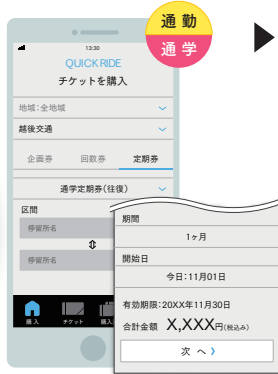 通勤
通学
13:30
QUICK RIDE
チケットを購入
地域：全地域
越後交通
企画券 回数券 定期券
通学定期券(往復)
区間
停留所名
停留所名
購入 チケット 購入
期間
1ヶ月
開始日
今日：11月01日
有効期限：20XX年11月30日
合計金額 X,XXX円(税込み)
次へ